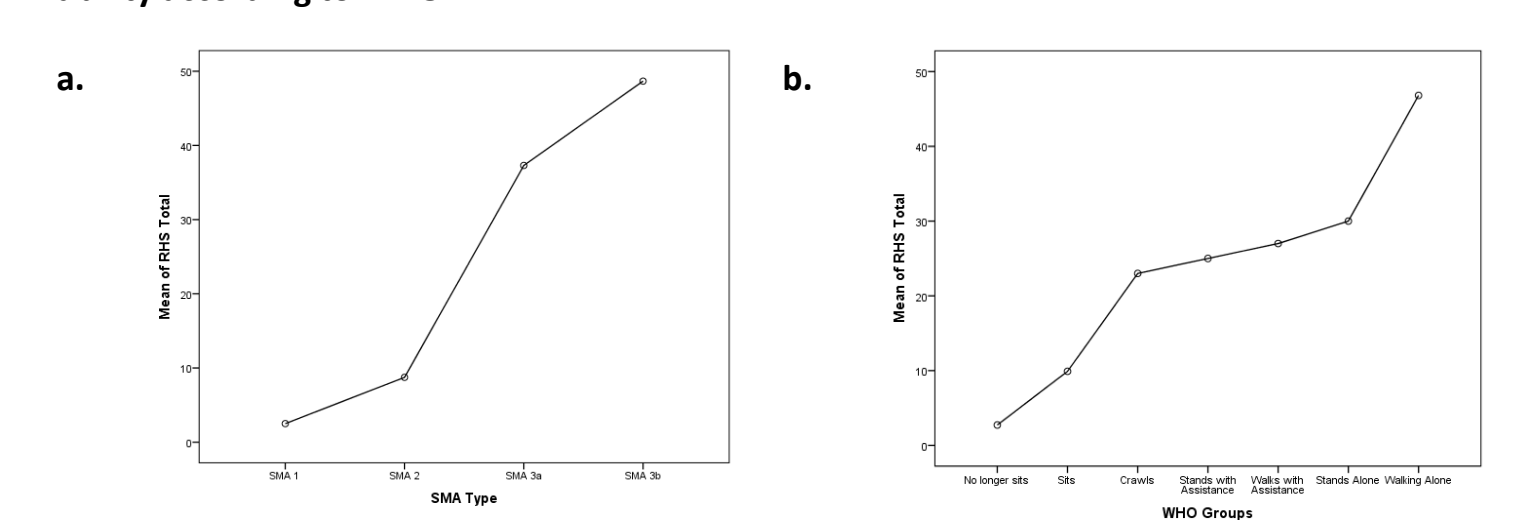 a.
50
40
30
20
10
0
Mean of RHS Total
SMA 1
SMA 2
SMA 3a
SMA 3b
SMA Type
b.
50
40
30
20
10
0
Mean of RHS Total
No longer sits
Sits
Crawls
Stands with
Assistance
Walks with
Assistance
Stands Alone
Walking Alone
WHO Groups